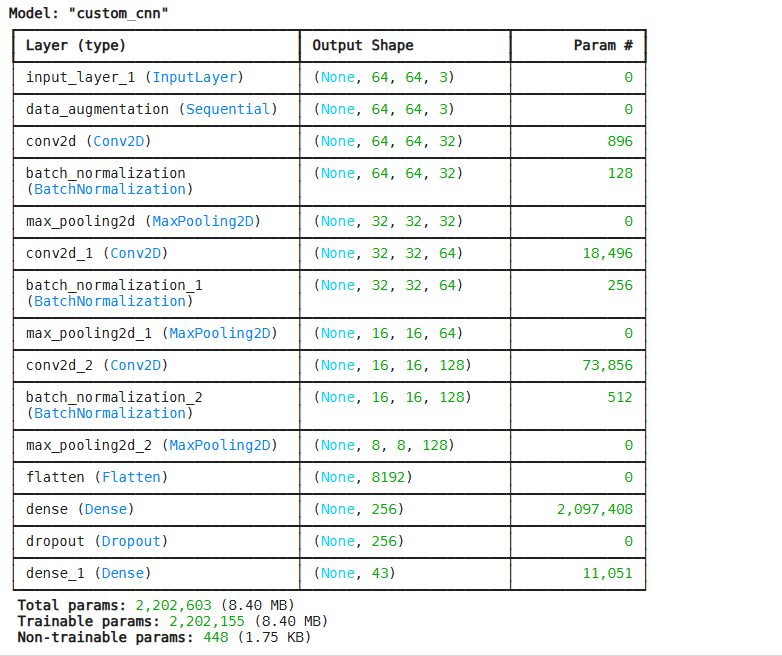 Model: "custom_cnn"
Layer (type) Output Shape Param #
input_layer_1 (InputLayer) (None, 64, 64, 3) 0
data_augmentation (Sequential) (None, 64, 64, 3) 0
conv2d (Conv2D) (None, 64, 64, 32) 896
batch_normalization (None, 64, 64, 32) 128
(BatchNormalization)
max_pooling2d (MaxPooling2D) (None, 32, 32, 32) 0
conv2d_1 (Conv2D) (None, 32, 32, 64) 18,496
batch_normalization_1 (None, 32, 32, 64) 256
(BatchNormalization)
max_pooling2d_1 (MaxPooling2D) (None, 16, 16, 64) 0
conv2d_2 (Conv2D) (None, 16, 16, 128) 73,856
batch_normalization_2 (None, 16, 16, 128) 512
(BatchNormalization)
max_pooling2d_2 (MaxPooling2D) (None, 8, 8, 128) 0
flatten (Flatten) (None, 8192) 0
dense (Dense) (None, 256) 2,097,408
dropout (Dropout) (None, 256) 0
dense_1 (Dense) (None, 43) 11,051
Total params: 2,202,603 (8.40 MB)
Trainable params: 2,202,155 (8.40 MB)
Non-trainable params: 448 (1.75 KB)